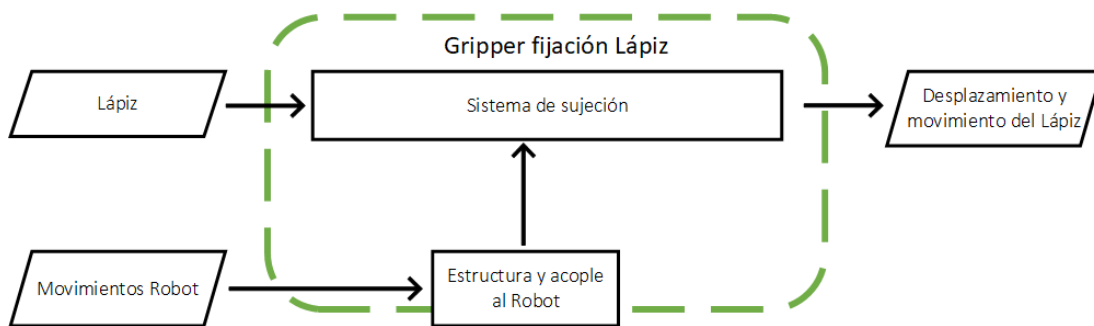 Gripper fijación Lápiz
Lápiz
Sistema de sujeción
Desplazamiento y
movimiento del Lápiz
Movimientos Robot
Estructura y acople
al Robot